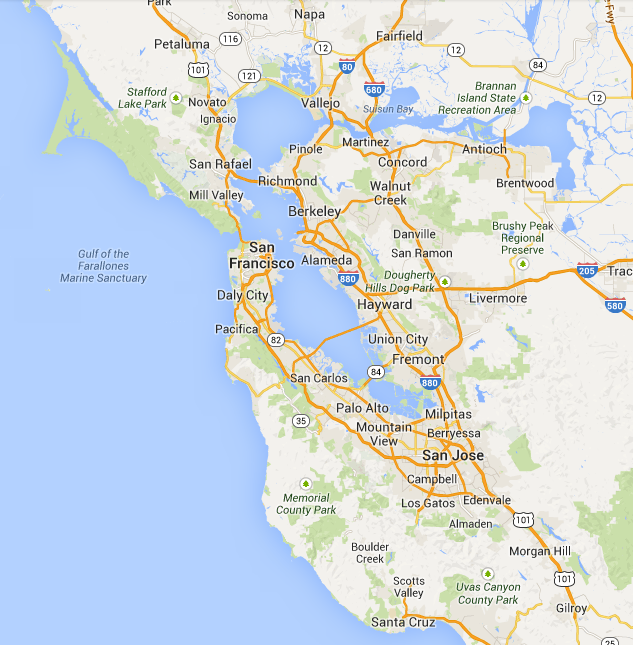 Park
Sonoma
Napa
Petaluma
116
12
Fairfield
12
Fwy
101
121
80
84
Stafford
Lake Park
680
Brannan
Island State
Recreation Area
12
Novato
Ignacio
Vallejo
Suisun Bay
Pinole
Martinez
Antioch
San Rafael
Concord
Richmond
Mill Valley
Walnut
Creek
Brentwood
Berkeley
Brushy Peak
Regional
Preserve
Danville
San Ramon
Gulf of the
Farallones
Marine Sanctuary
San
Francisco
Alameda
880
Dougherty
Hills Dog Park
205
Trac
Daly City
Hayward
Livermore
580
Pacifica
82
Union City
Fremont
San Carlos
84
880
Palo Alto
Milpitas
35
Mountain
View
Berryessa
San Jose
Memorial
County Park
Campbell
Los Gatos
Edenvale
Almaden
101
Boulder
Creek
Morgan Hill
Scotts
Valley
Uvas Canyon
County Park
101
Gilroy
Santa Cruz
25